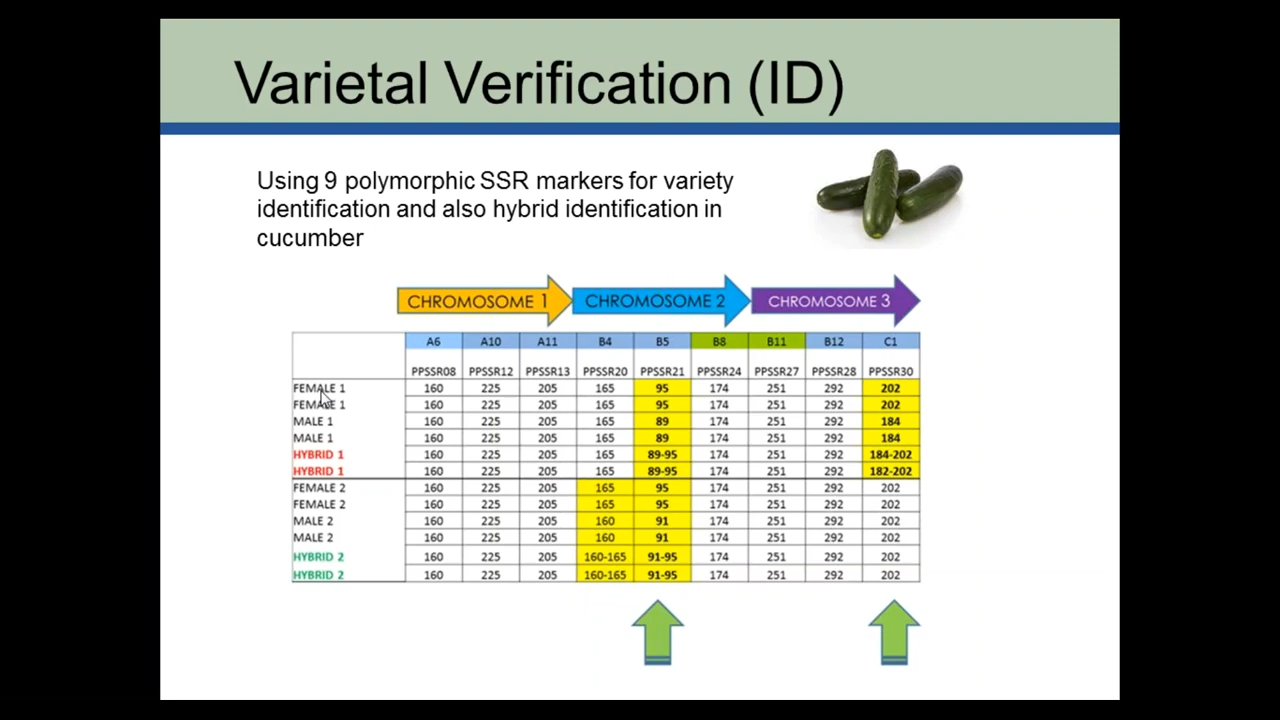 Varietal Verification (ID)
Using 9 polymorphic SSR markers for variety
identification and also hybrid identification in
cucumber
CHROMOSOME 1 CHROMOSOME 2 CHROMOSOME 3
A6 A10 A11 B4 B5 B8 B11 B12 C1
PPSSR08 PPSSR12 PPSSR13 PPSSR20 PPSSR21 PPSSR24 PPSSR27 PPSSR28 PPSSR30
FEMALE 1 160 225 205 165 95 174 251 292 202
FEMALE 1 160 225 205 165 95 174 251 292 202
MALE 1 160 225 205 165 89 174 251 292 184
MALE 1 160 225 205 165 89 174 251 292 184
HYBRID 1 160 225 205 165 89-95 174 251 292 184-202
HYBRID 1 160 225 205 165 89-95 174 251 292 182-202
FEMALE 2 160 225 205 165 95 174 251 292 202
FEMALE 2 160 225 205 165 95 174 251 292 202
MALE 2 160 225 205 160 91 174 251 292 202
MALE 2 160 225 205 160 91 174 251 292 202
HYBRID 2 160 225 205 160-165 91-95 174 251 292 202
HYBRID 2 160 225 205 160-165 91-95 174 251 292 202